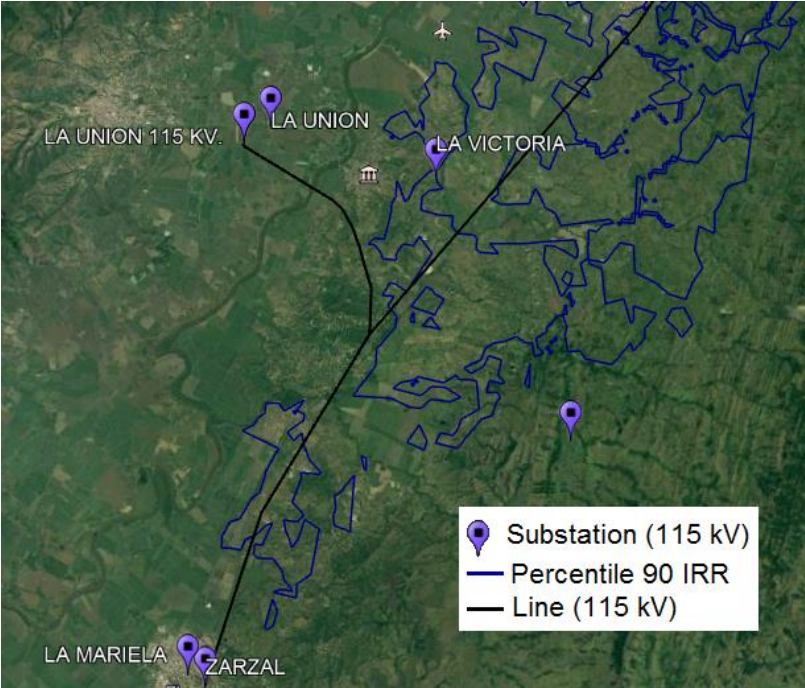 LA UNION
LA UNION 115 KV.
LA VICTORIA
Substation (115 kV)
Percentile 90 IRR
Line (115 kV)
LA MARIELA
ZARZAL